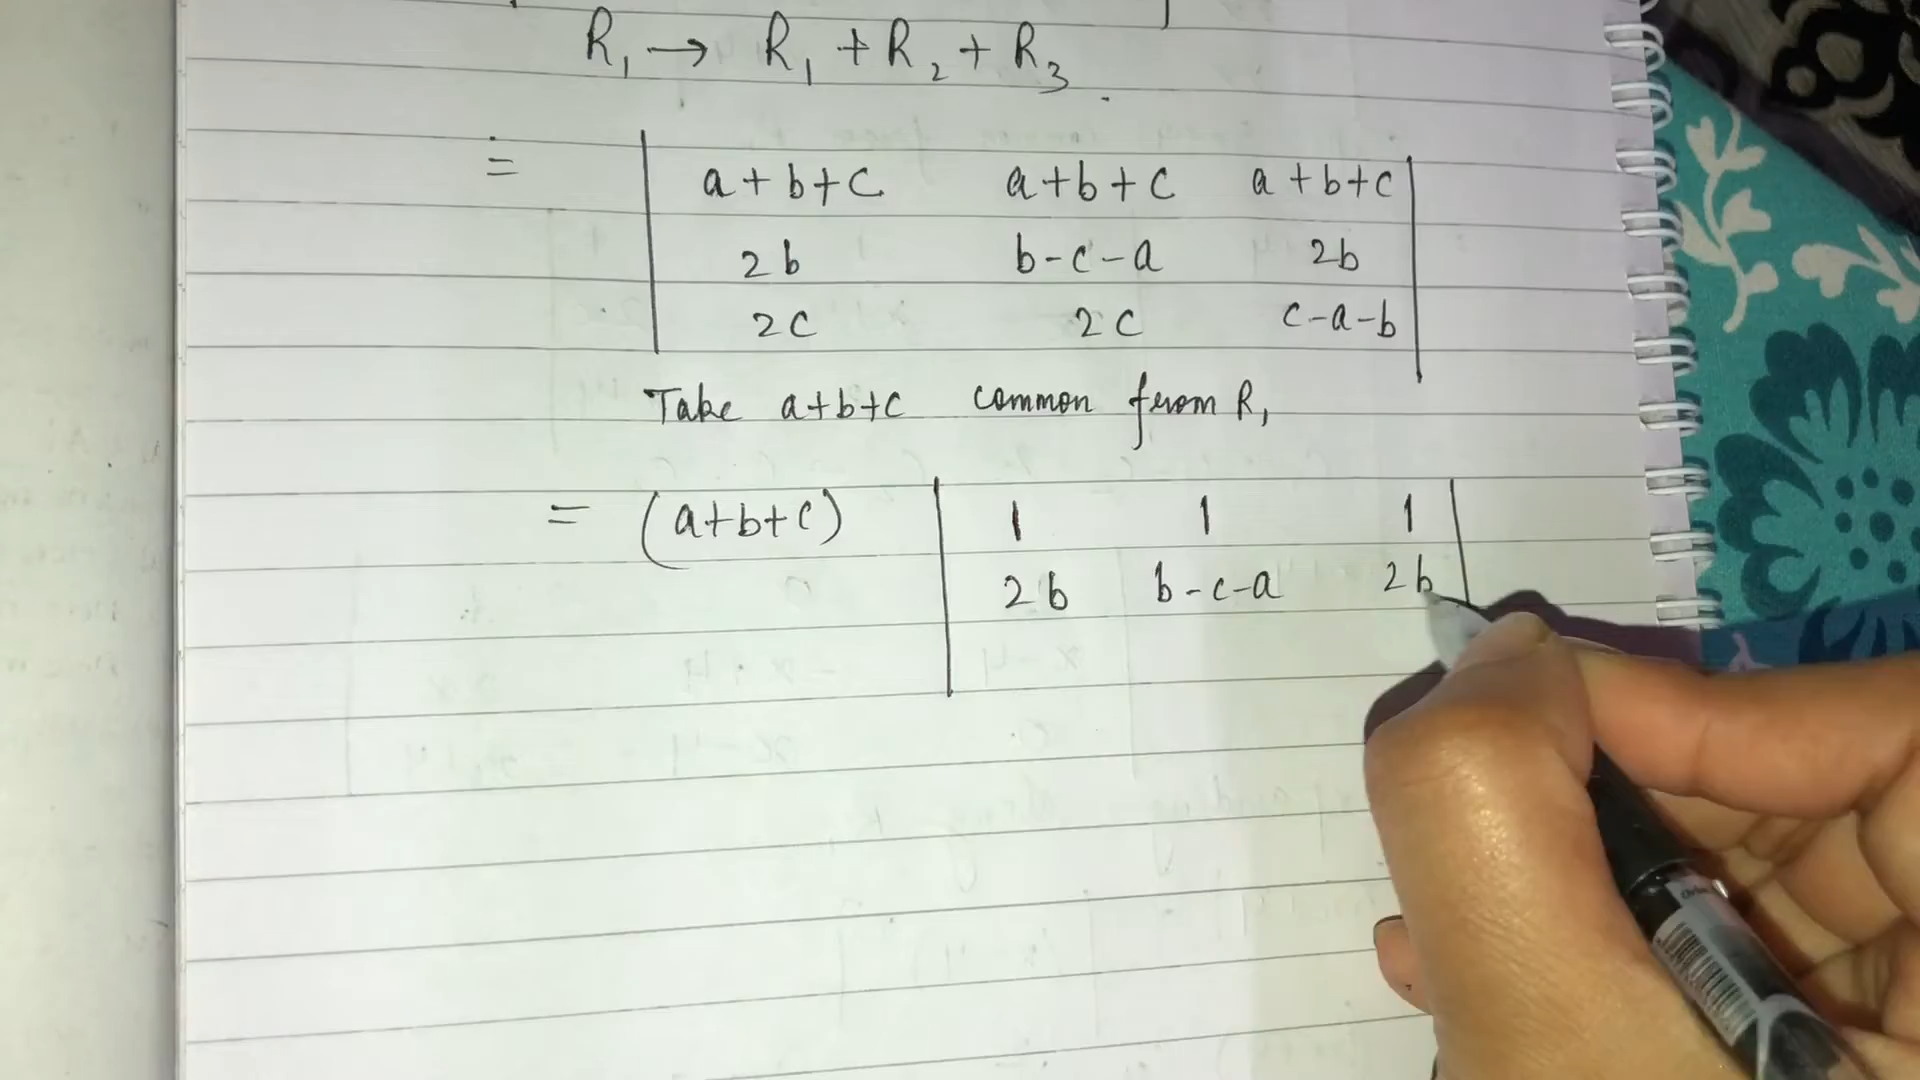 R₁ → R₁ + R₂ + R₃
= | a+b+c a+b+c a+b+c |
2b b-c-a 2b
2c 2c c-a-b
Take a+b+c common from R₁
= (a+b+c) | 1 1 1 |
2b b-c-a 2b